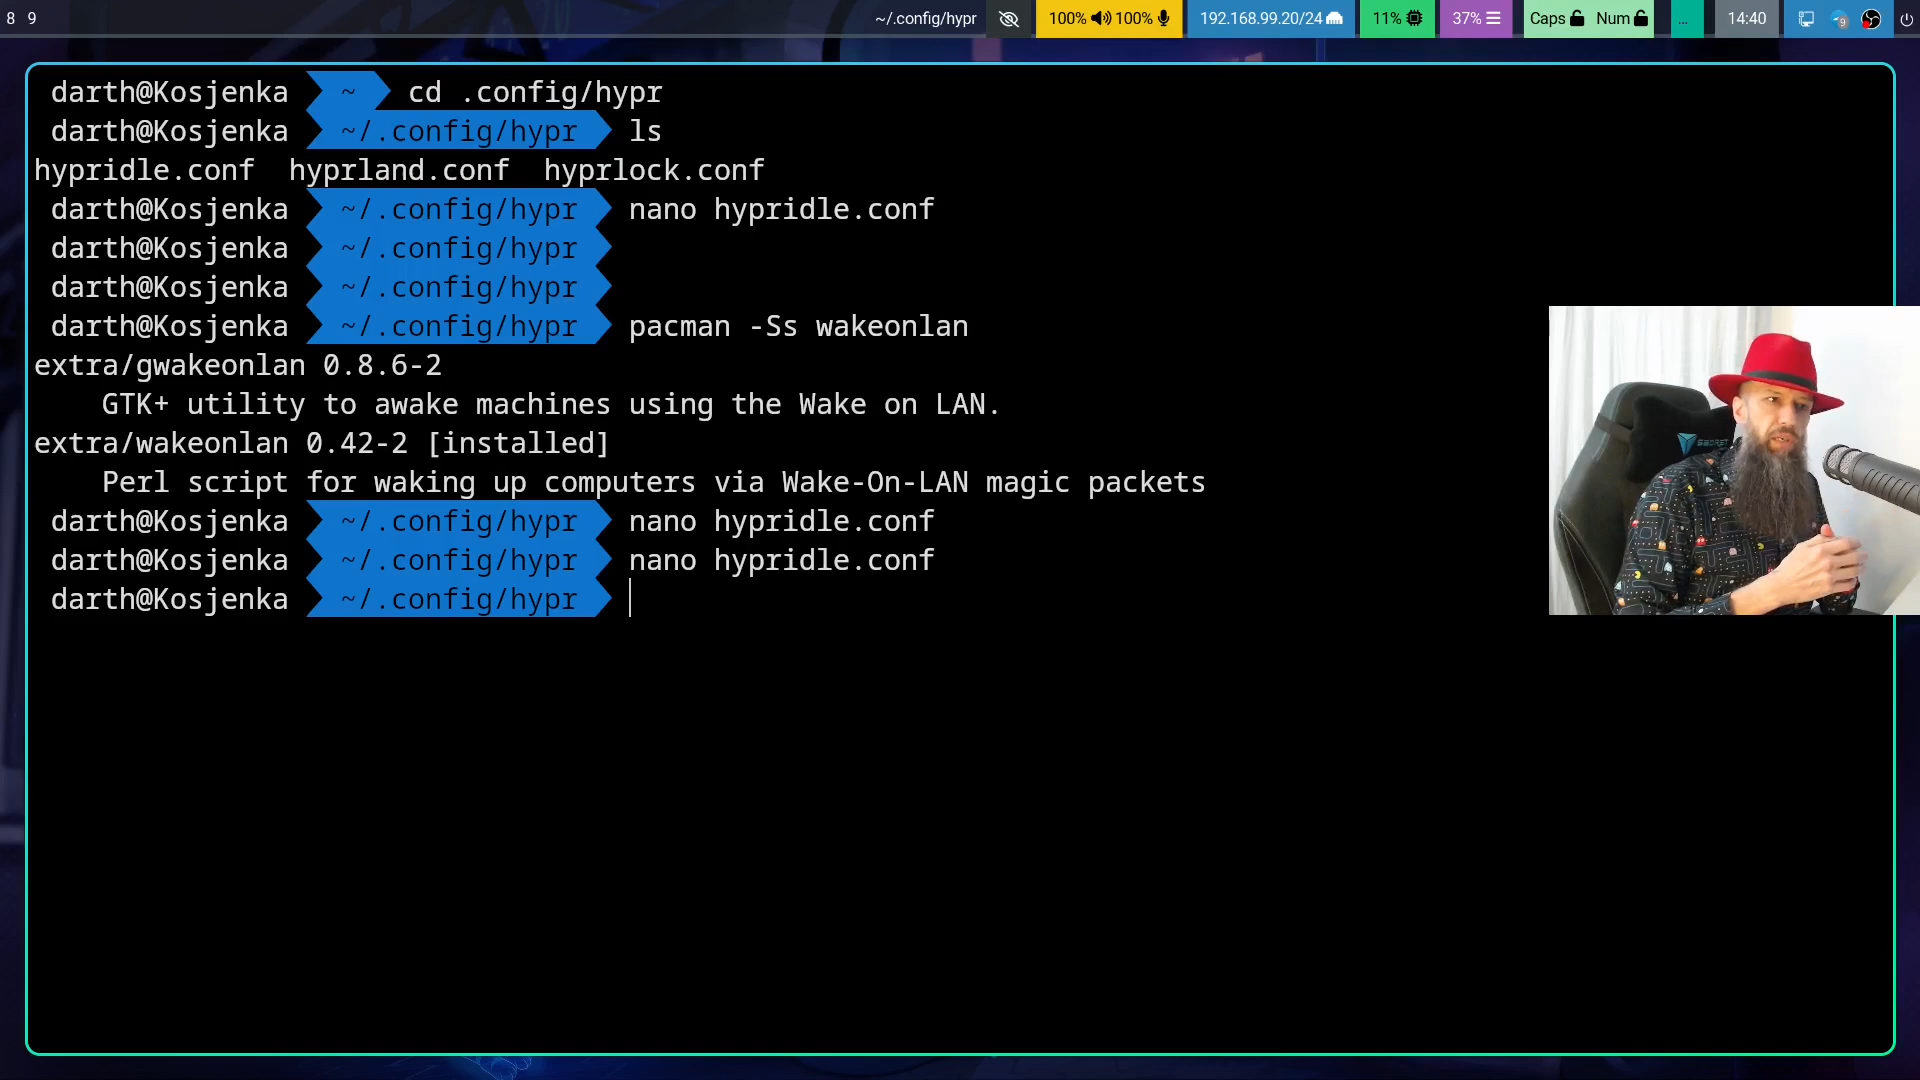 8 9 ~/.config/hypr 100% 100% 192.168.99.20/24 11% 37% Caps Num ... 14:40 9
darth@Kosjenka ~ cd .config/hypr
darth@Kosjenka ~/.config/hypr ls
hypridle.conf  hyprland.conf  hyprlock.conf
darth@Kosjenka ~/.config/hypr nano hypridle.conf
darth@Kosjenka ~/.config/hypr
darth@Kosjenka ~/.config/hypr
darth@Kosjenka ~/.config/hypr pacman -Ss wakeonlan
extra/gwakeonlan 0.8.6-2
    GTK+ utility to awake machines using the Wake on LAN.
extra/wakeonlan 0.42-2 [installed]
    Perl script for waking up computers via Wake-On-LAN magic packets
darth@Kosjenka ~/.config/hypr nano hypridle.conf
darth@Kosjenka ~/.config/hypr nano hypridle.conf
darth@Kosjenka ~/.config/hypr